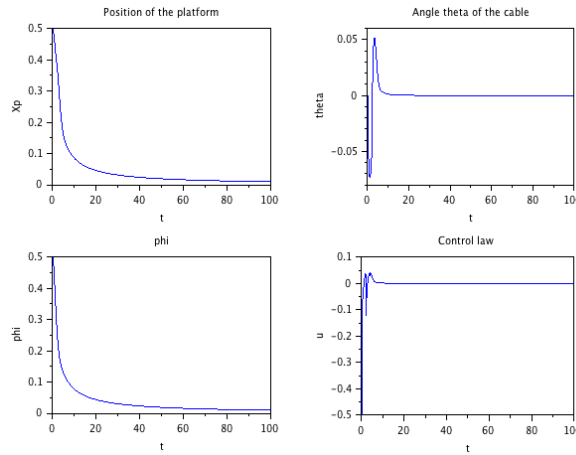 Position of the platform
0.5
0.4
0.3
0.2
0.1
0
Xp
0 20 40 60 80 100
t
Angle theta of the cable
0.05
0
−0.05
theta
0 20 40 60 80 100
t
phi
0.5
0.4
0.3
0.2
0.1
0
phi
0 20 40 60 80 100
t
Control law
0.1
0
−0.1
−0.2
−0.3
−0.4
−0.5
u
0 20 40 60 80 100
t